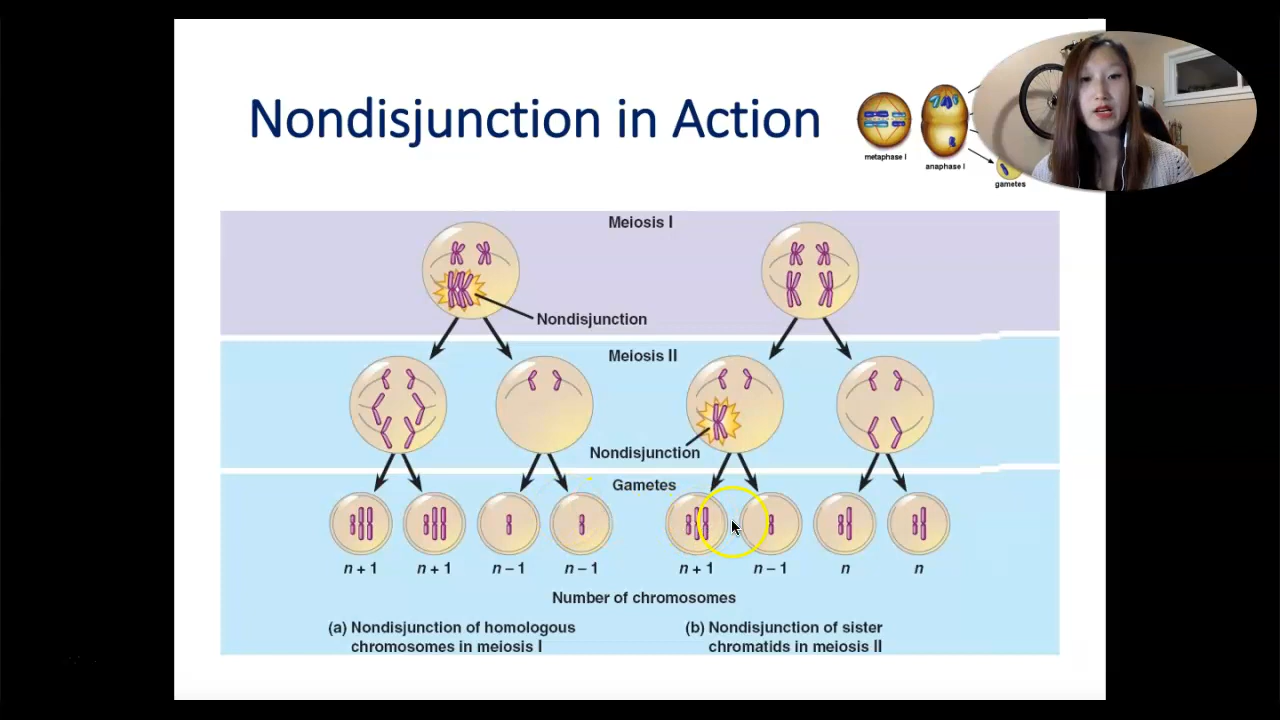 Nondisjunction in Action
metaphase I
anaphase I
gametes
Meiosis I
Nondisjunction
Meiosis II
Nondisjunction
Gametes
n + 1
n + 1
n – 1
n – 1
n + 1
n – 1
n
n
Number of chromosomes
(a) Nondisjunction of homologous
chromosomes in meiosis I
(b) Nondisjunction of sister
chromatids in meiosis II